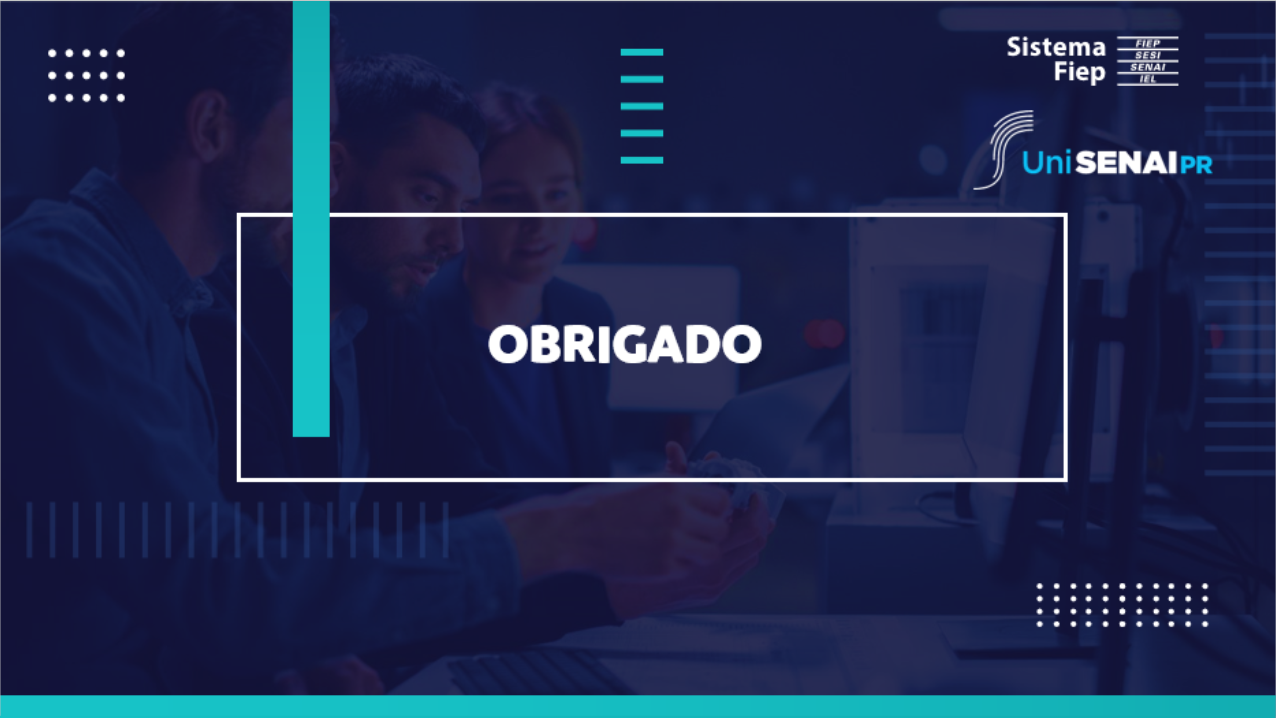 Sistema
Fiep
FIEP
SESI
SENAI
IEL
UniSENAIPR
OBRIGADO